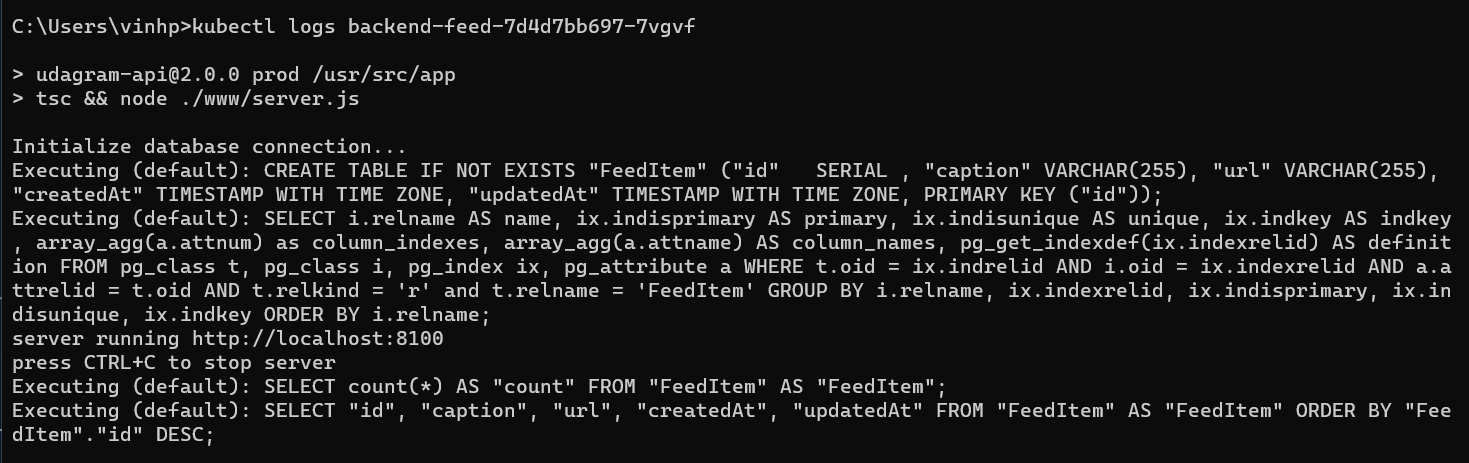 C:\Users\vinhp>kubectl logs backend-feed-7d4d7bb697-7vgvf
> udagram-api@2.0.0 prod /usr/src/app
> tsc && node ./www/server.js
Initialize database connection...
Executing (default): CREATE TABLE IF NOT EXISTS "FeedItem" ("id"   SERIAL , "caption" VARCHAR(255), "url" VARCHAR(255),
"createdAt" TIMESTAMP WITH TIME ZONE, "updatedAt" TIMESTAMP WITH TIME ZONE, PRIMARY KEY ("id"));
Executing (default): SELECT i.relname AS name, ix.indisprimary AS primary, ix.indisunique AS unique, ix.indkey AS indkey
, array_agg(a.attnum) as column_indexes, array_agg(a.attname) AS column_names, pg_get_indexdef(ix.indexrelid) AS definit
ion FROM pg_class t, pg_class i, pg_index ix, pg_attribute a WHERE t.oid = ix.indrelid AND i.oid = ix.indexrelid AND a.a
ttrelid = t.oid AND t.relkind = 'r' and t.relname = 'FeedItem' GROUP BY i.relname, ix.indexrelid, ix.indisprimary, ix.in
disunique, ix.indkey ORDER BY i.relname;
server running http://localhost:8100
press CTRL+C to stop server
Executing (default): SELECT count(*) AS "count" FROM "FeedItem" AS "FeedItem";
Executing (default): SELECT "id", "caption", "url", "createdAt", "updatedAt" FROM "FeedItem" AS "FeedItem" ORDER BY "Fee
dItem"."id" DESC;